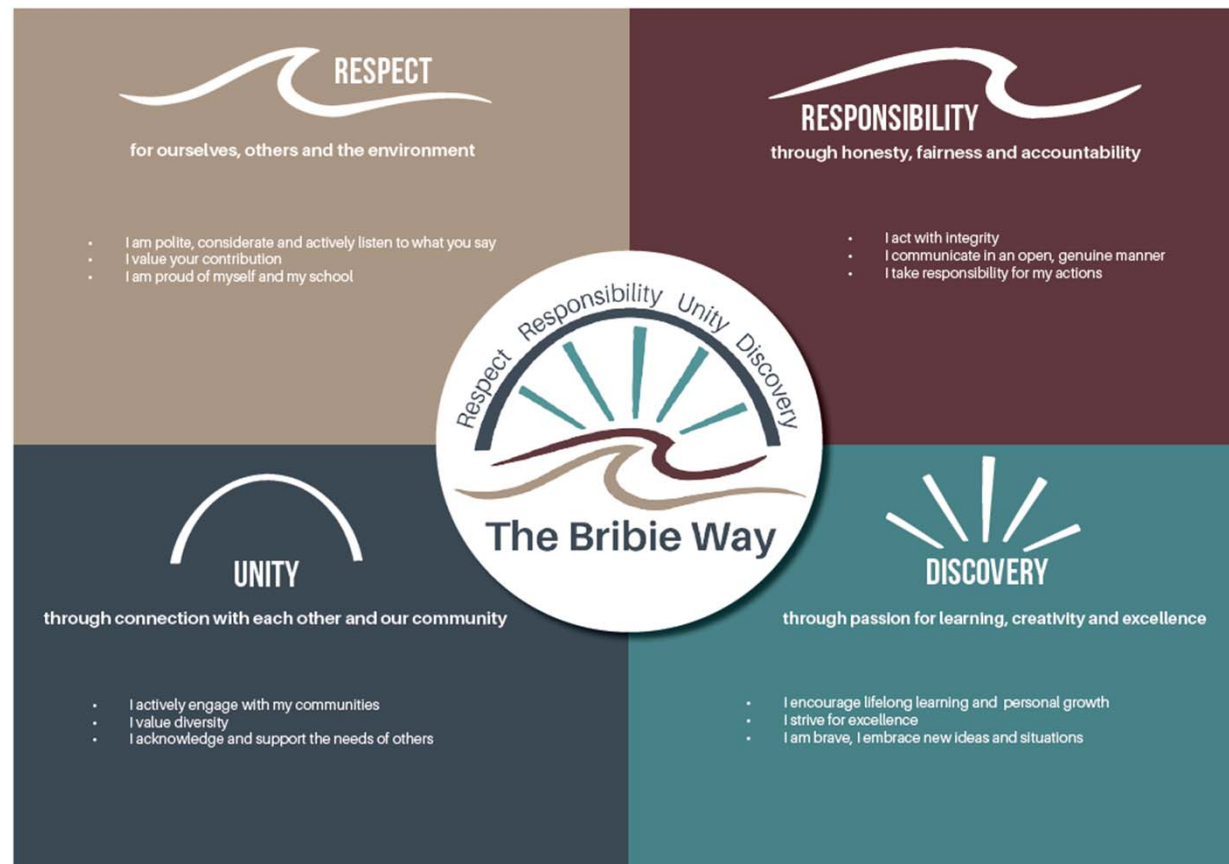 RESPECT
for ourselves, others and the environment
• I am polite, considerate and actively listen to what you say
• I value your contribution
• I am proud of myself and my school
RESPONSIBILITY
through honesty, fairness and accountability
• I act with integrity
• I communicate in an open, genuine manner
• I take responsibility for my actions
Respect Responsibility Unity Discovery
The Bribie Way
UNITY
through connection with each other and our community
• I actively engage with my communities
• I value diversity
• I acknowledge and support the needs of others
DISCOVERY
through passion for learning, creativity and excellence
• I encourage lifelong learning and personal growth
• I strive for excellence
• I am brave, I embrace new ideas and situations